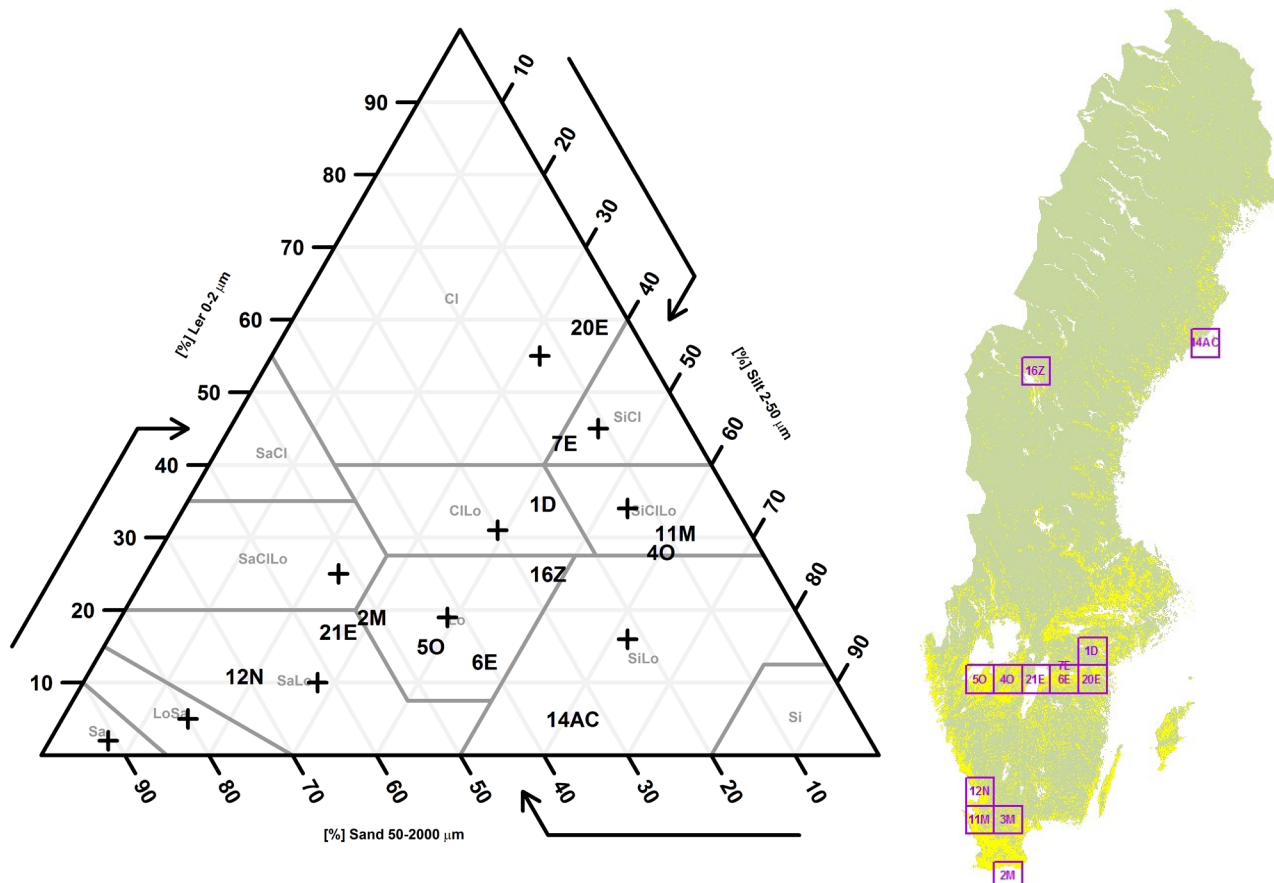 10
90
20
80
30
70
[%] Ler 0-2 µm
Cl
40
60
20E
[%] Silt 2-50 µm
50
50
SiCl
60
7E
SaCl
40
70
ClLo
1D
SiClLo
30
11M
4O
SaClLo
16Z
80
20
2M
Lo
21E
5O
SiLo
6E
90
12N
SaLo
10
LoSa
14AC
Si
Sa
90
80
70
60
50
40
30
20
10
[%] Sand 50-2000 µm
14AC
16Z
1D
7E
5O
4O
21E
6E
20E
12N
11M
3M
2M